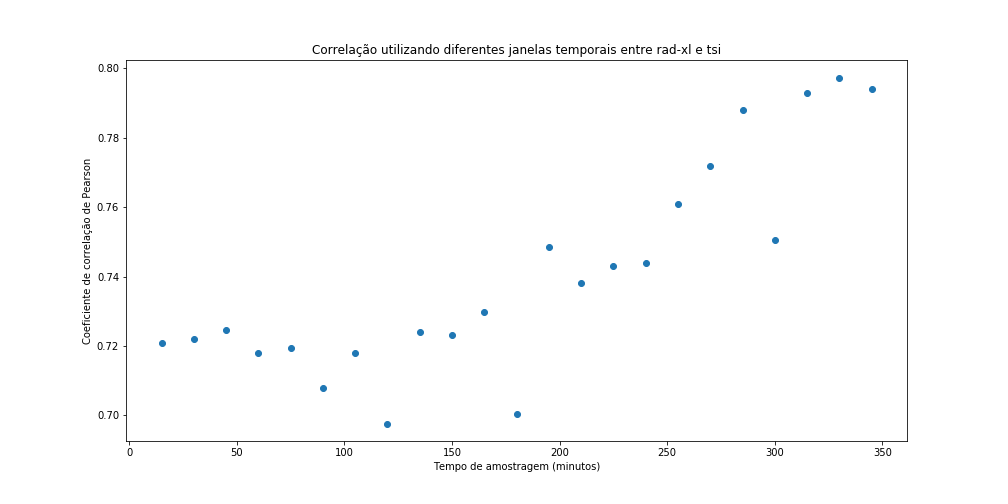 Correlação utilizando diferentes janelas temporais entre rad-xl e tsi
0.80
0.78
0.76
0.74
0.72
0.70
Coeficiente de correlação de Pearson
0 50 100 150 200 250 300 350
Tempo de amostragem (minutos)